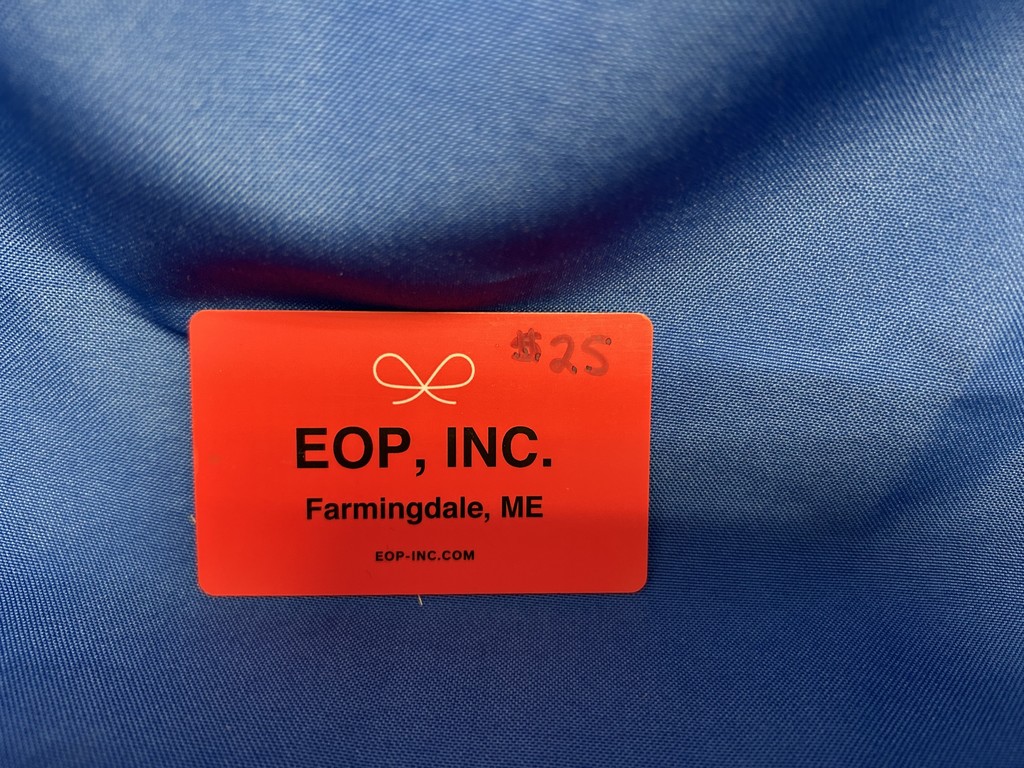 $25
EOP, INC.
Farmingdale, ME
EOP-INC.COM